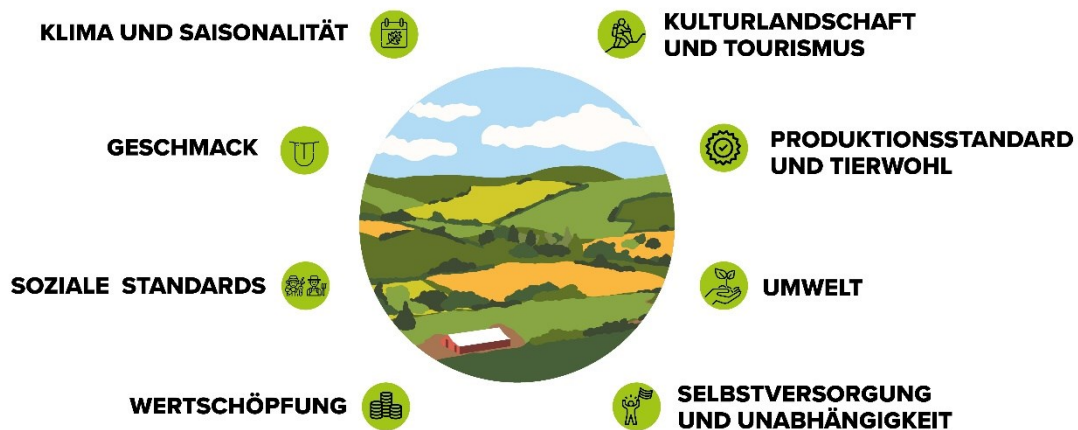 KLIMA UND SAISONALITÄT
KULTURLANDSCHAFT
UND TOURISMUS
GESCHMACK
PRODUKTIONSSTANDARD
UND TIERWOHL
SOZIALE STANDARDS
UMWELT
WERTSCHÖPFUNG
SELBSTVERSORGUNG
UND UNABHÄNGIGKEIT